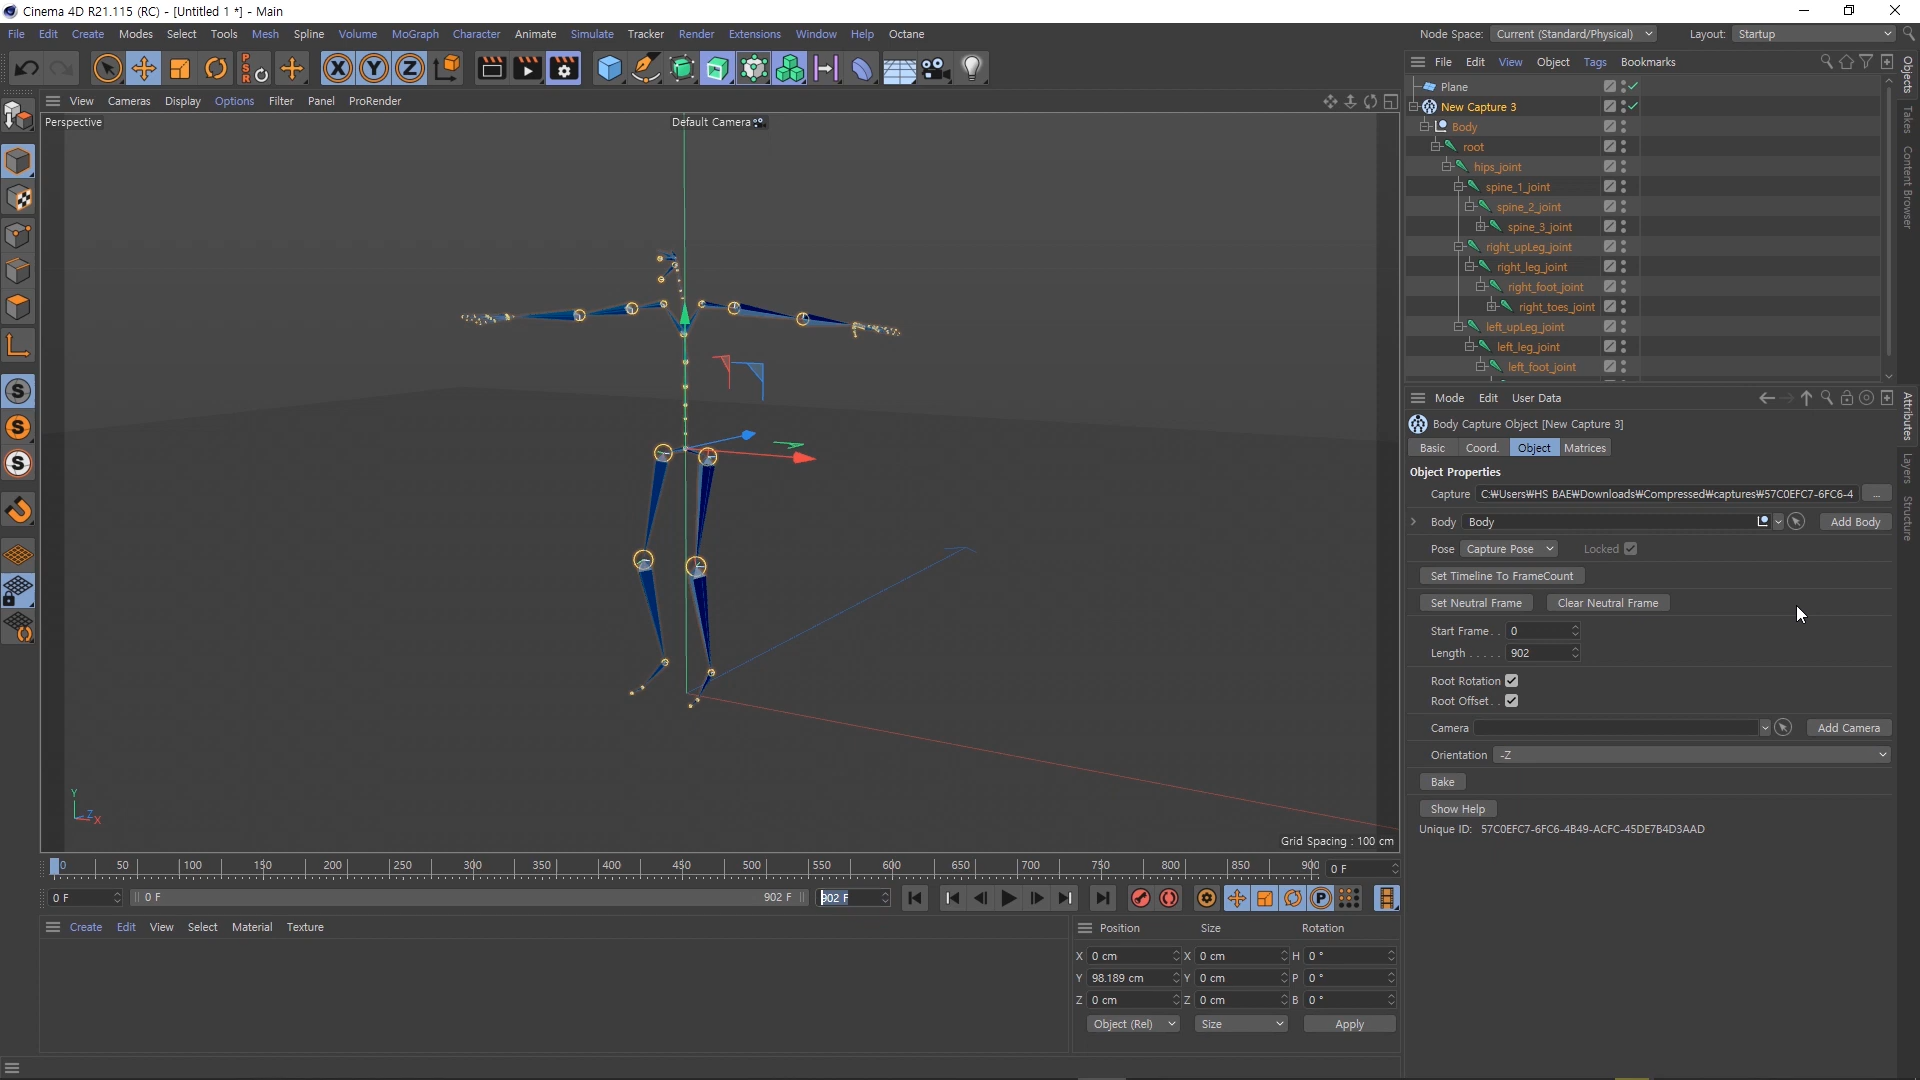 Cinema 4D R21.115 (RC) - [Untitled 1 *] - Main
File Edit Create Modes Select Tools Mesh Spline Volume MoGraph Character Animate Simulate Tracker Render Extensions Window Help Octane
Node Space: Current (Standard/Physical) Layout: Startup
PSR X Y Z
File Edit View Object Tags Bookmarks
View Cameras Display Options Filter Panel ProRender
Perspective
Default Camera
Plane
New Capture 3
Body
root
hips_joint
spine_1_joint
spine_2_joint
spine_3_joint
right_upLeg_joint
right_leg_joint
right_foot_joint
right_toes_joint
left_upLeg_joint
left_leg_joint
left_foot_joint
Objects
Takes
Content Browser
Mode Edit User Data
Body Capture Object [New Capture 3]
Basic Coord. Object Matrices
Object Properties
Capture C:₩Users₩HS BAE₩Downloads₩Compressed₩captures₩57C0EFC7-6FC6-4 ...
Body Body Add Body
Pose Capture Pose Locked
Set Timeline To FrameCount
Set Neutral Frame Clear Neutral Frame
Start Frame. . 0
Length . . . . . 902
Root Rotation
Root Offset. .
Camera Add Camera
Orientation -Z
Bake
Show Help
Unique ID: 57C0EFC7-6FC6-4B49-ACFC-45DE7B4D3AAD
Attributes
Layers
Structure
Y
Z
X
Grid Spacing : 100 cm
0 50 100 150 200 250 300 350 400 450 500 550 600 650 700 750 800 850 900 0 F
0 F 0 F 902 F 902 F
P
Create Edit View Select Material Texture
Position Size Rotation
X 0 cm X 0 cm H 0 °
Y 98.189 cm Y 0 cm P 0 °
Z 0 cm Z 0 cm B 0 °
Object (Rel) Size Apply